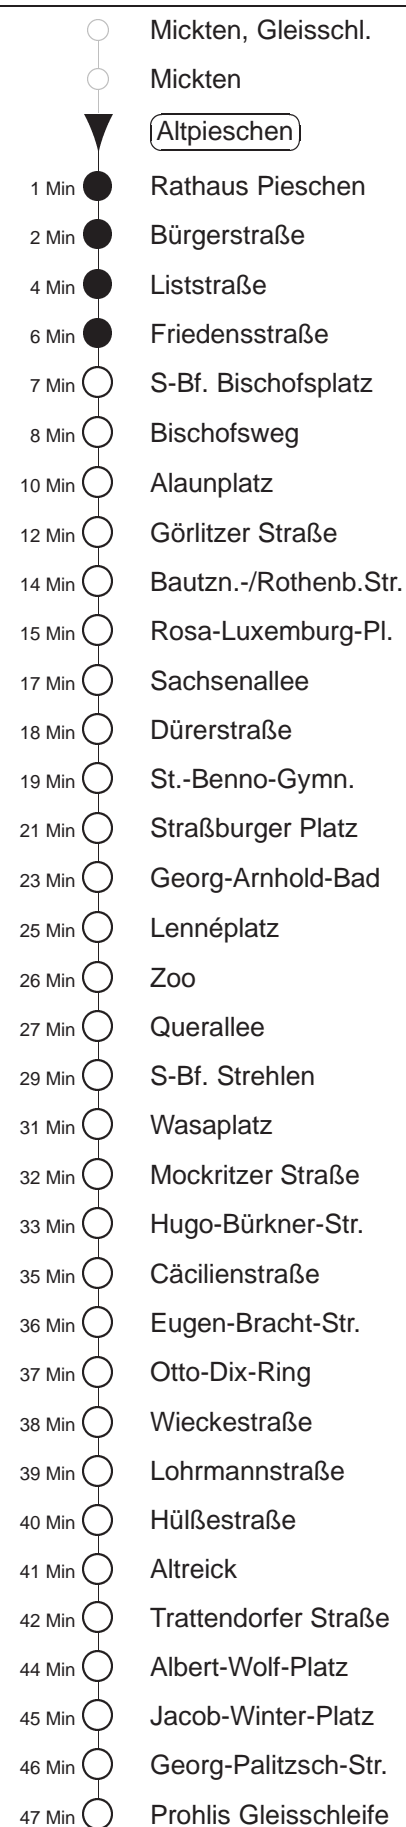 Mickten, Gleisschl.
Mickten
Altpieschen
1 Min Rathaus Pieschen
2 Min Bürgerstraße
4 Min Liststraße
6 Min Friedensstraße
7 Min S-Bf. Bischofsplatz
8 Min Bischofsweg
10 Min Alaunplatz
12 Min Görlitzer Straße
14 Min Bautzn.-/Rothenb.Str.
15 Min Rosa-Luxemburg-Pl.
17 Min Sachsenallee
18 Min Dürerstraße
19 Min St.-Benno-Gymn.
21 Min Straßburger Platz
23 Min Georg-Arnhold-Bad
25 Min Lennéplatz
26 Min Zoo
27 Min Querallee
29 Min S-Bf. Strehlen
31 Min Wasaplatz
32 Min Mockritzer Straße
33 Min Hugo-Bürkner-Str.
35 Min Cäcilienstraße
36 Min Eugen-Bracht-Str.
37 Min Otto-Dix-Ring
38 Min Wieckestraße
39 Min Lohrmannstraße
40 Min Hülßestraße
41 Min Altreick
42 Min Trattendorfer Straße
44 Min Albert-Wolf-Platz
45 Min Jacob-Winter-Platz
46 Min Georg-Palitzsch-Str.
47 Min Prohlis Gleisschleife